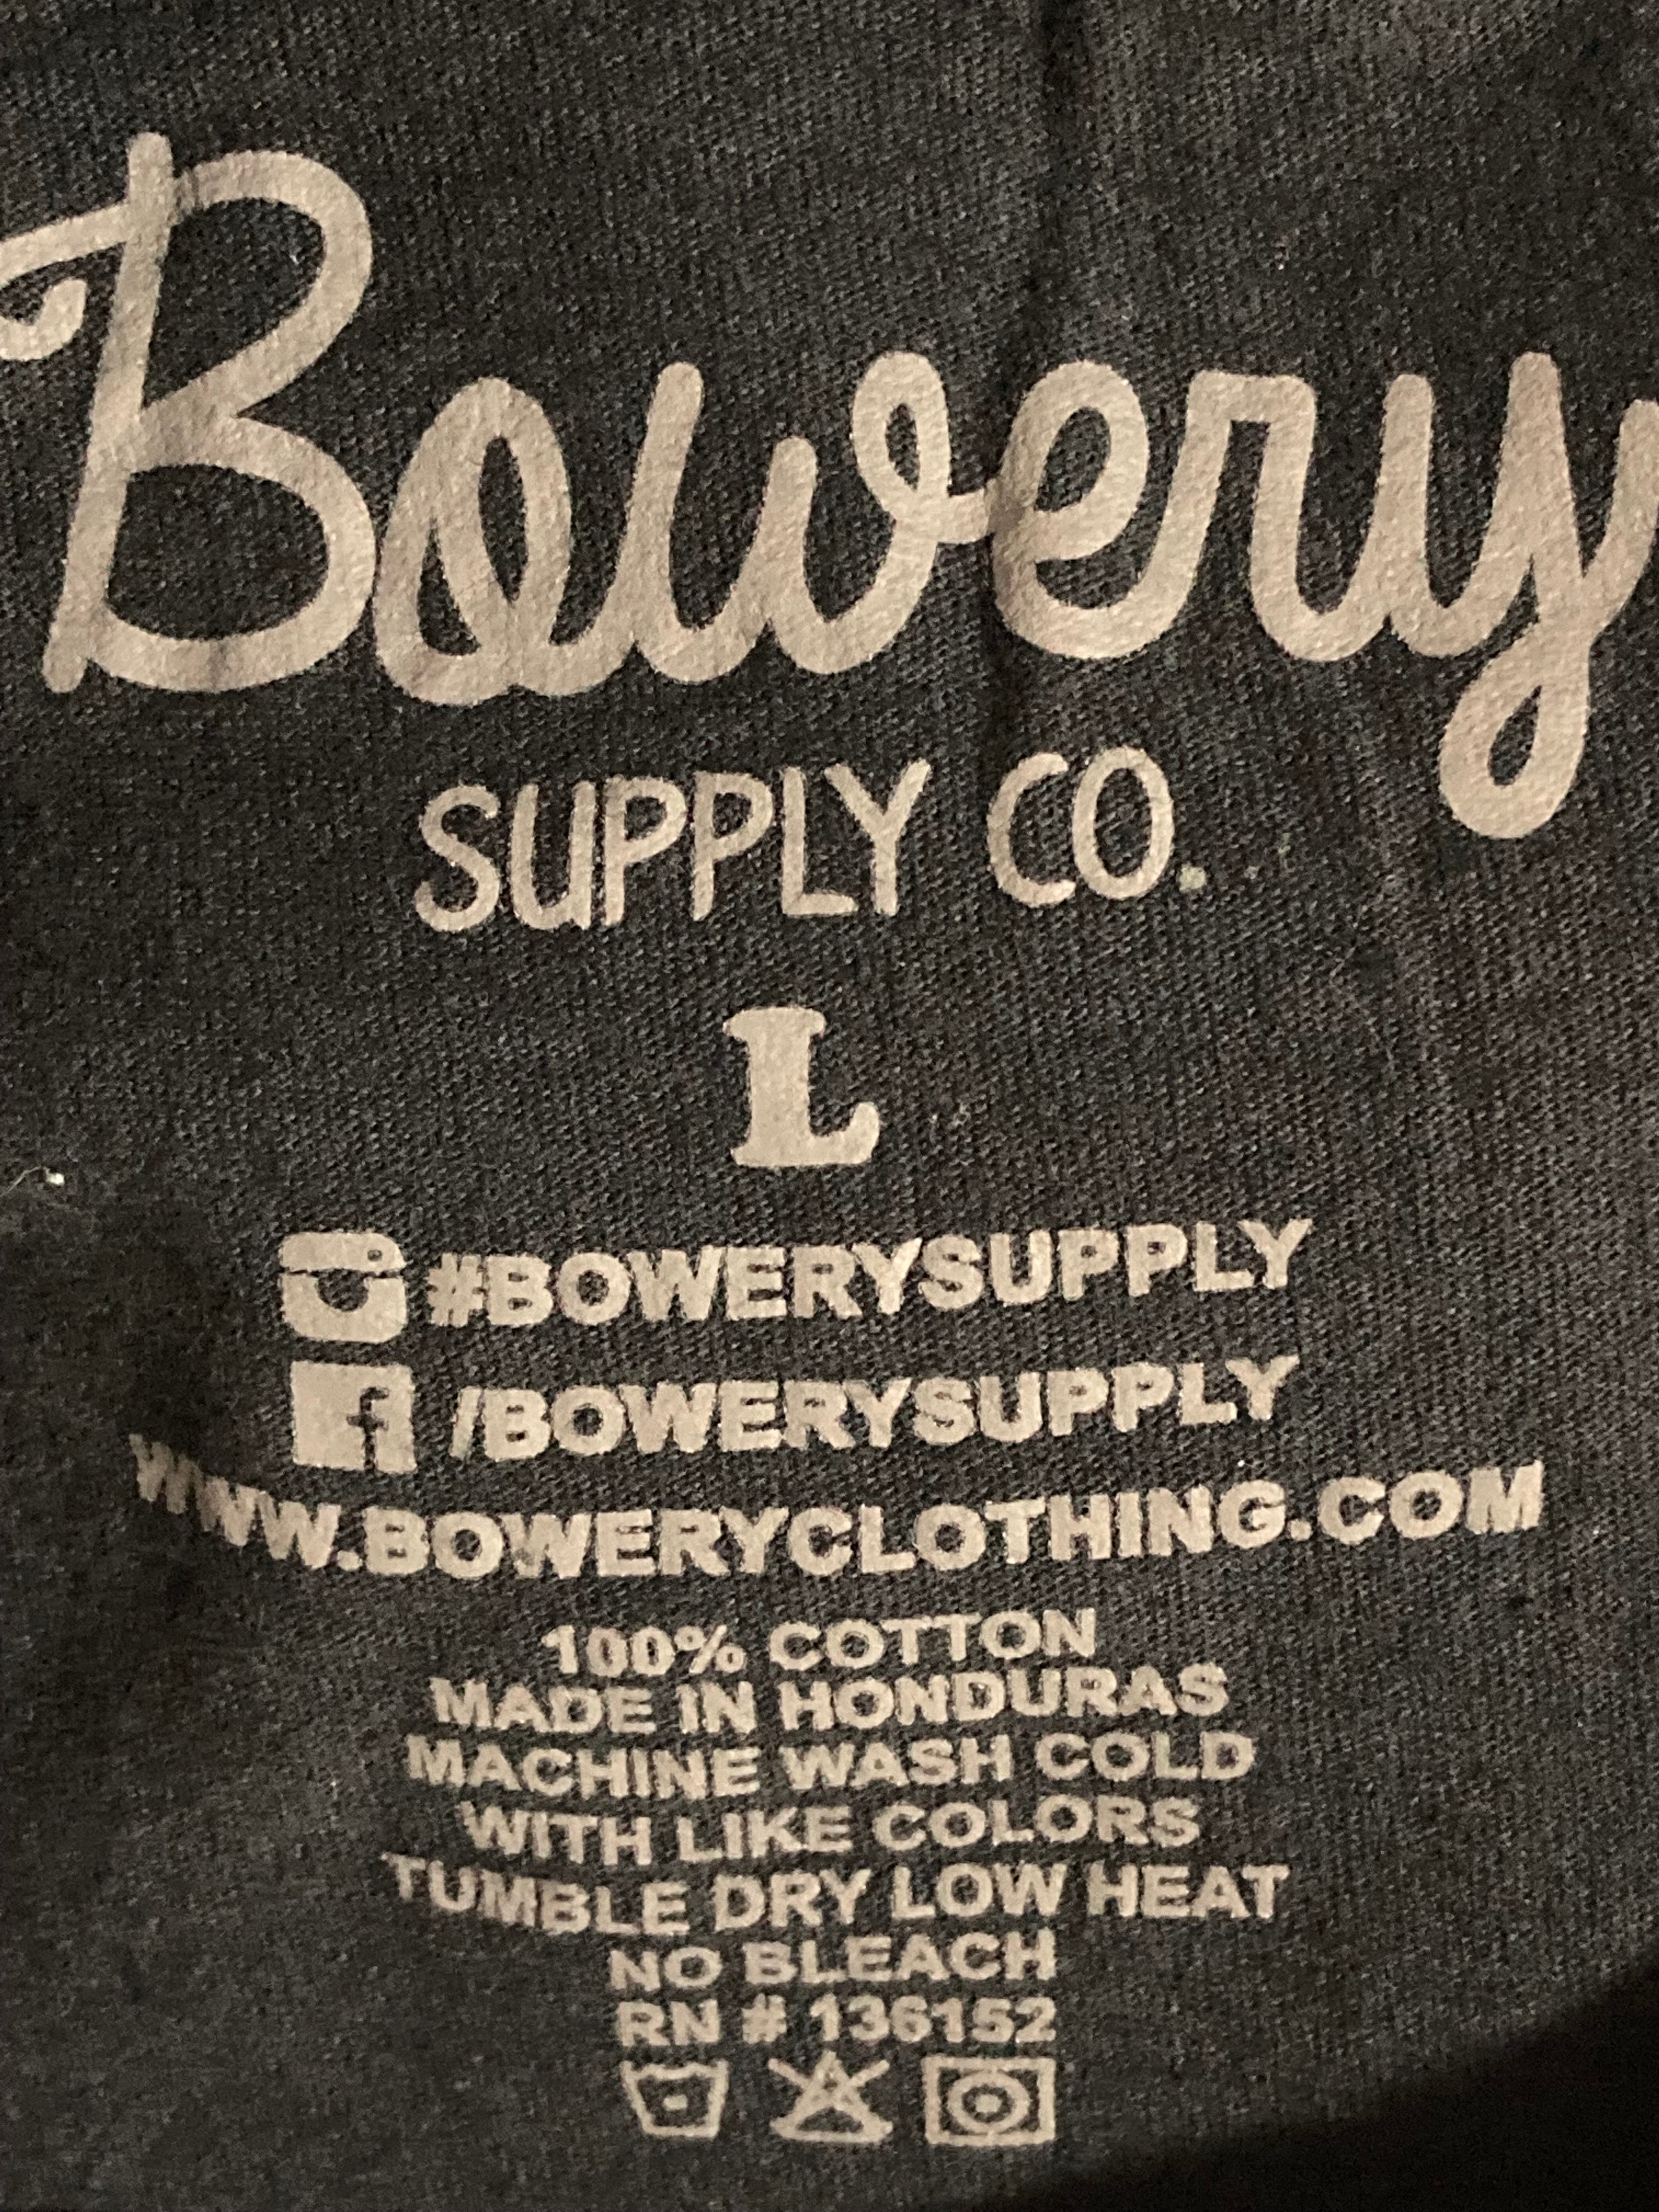 Bowery
SUPPLY CO.
L
#BOWERYSUPPLY
/BOWERYSUPPLY
WWW.BOWERYCLOTHING.COM
100% COTTON
MADE IN HONDURAS
MACHINE WASH COLD
WITH LIKE COLORS
TUMBLE DRY LOW HEAT
NO BLEACH
RN # 136152